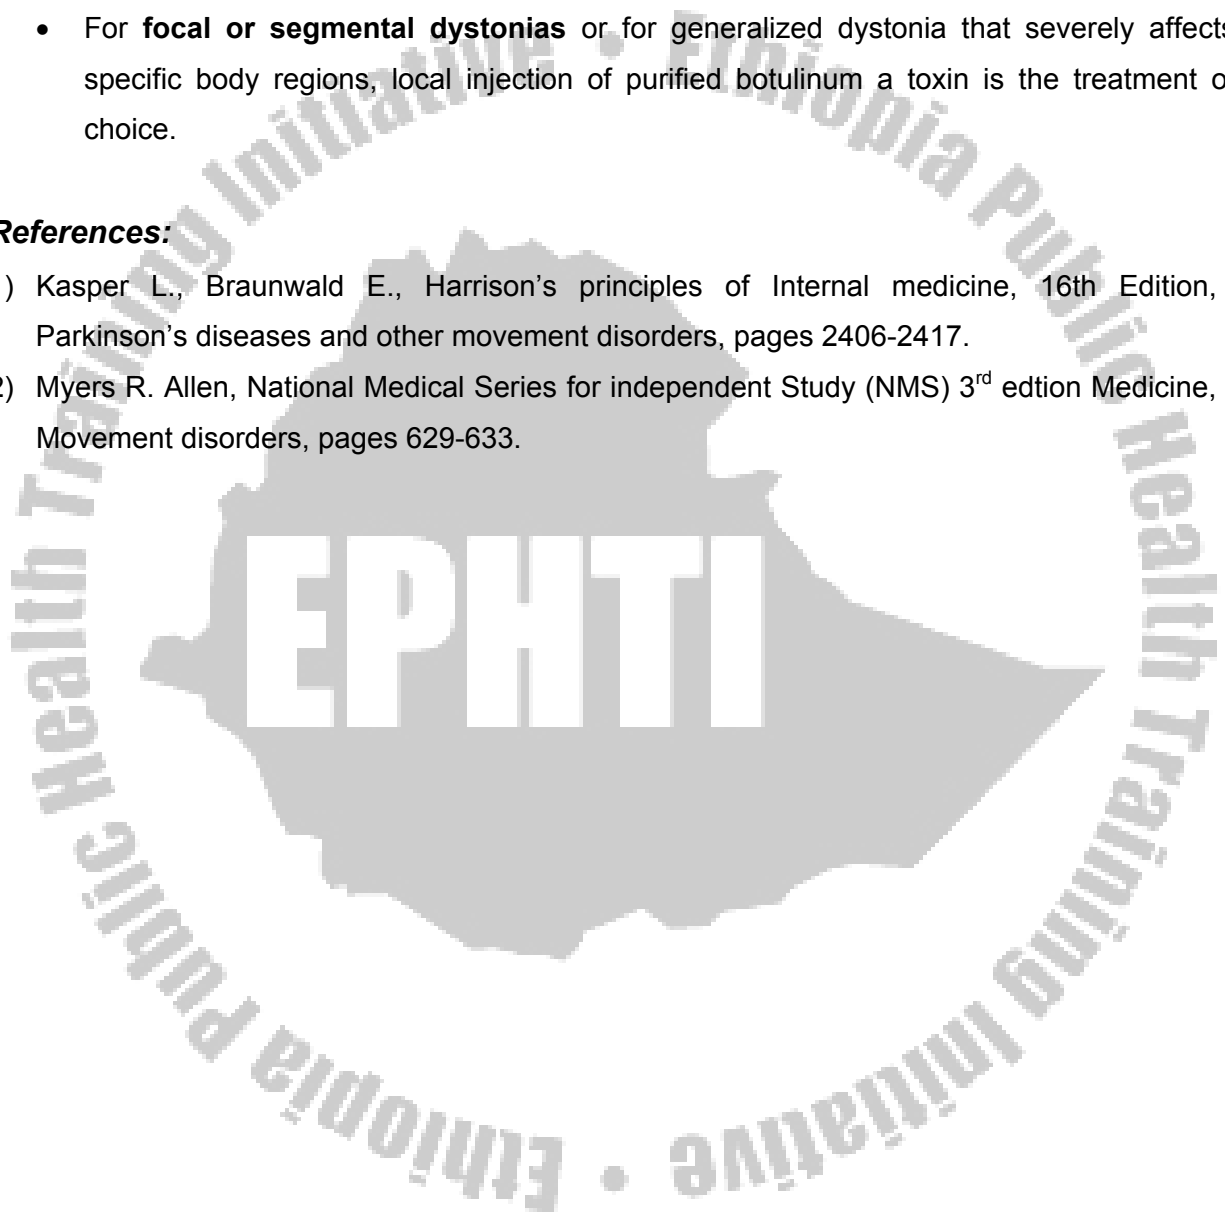 • For focal or segmental dystonias or for generalized dystonia that severely affects
specific body regions, local injection of purified botulinum a toxin is the treatment o
choice.
References:
) Kasper L., Braunwald E., Harrison's principles of Internal medicine, 16th Edition,
Parkinson's diseases and other movement disorders, pages 2406-2417.
2) Myers R. Allen, National Medical Series for independent Study (NMS) 3rd edtion Medicine,
Movement disorders, pages 629-633.
EPHTI
Ethiopia Public Health Training Initiative • Ethiopia Public Health Training Initiative •